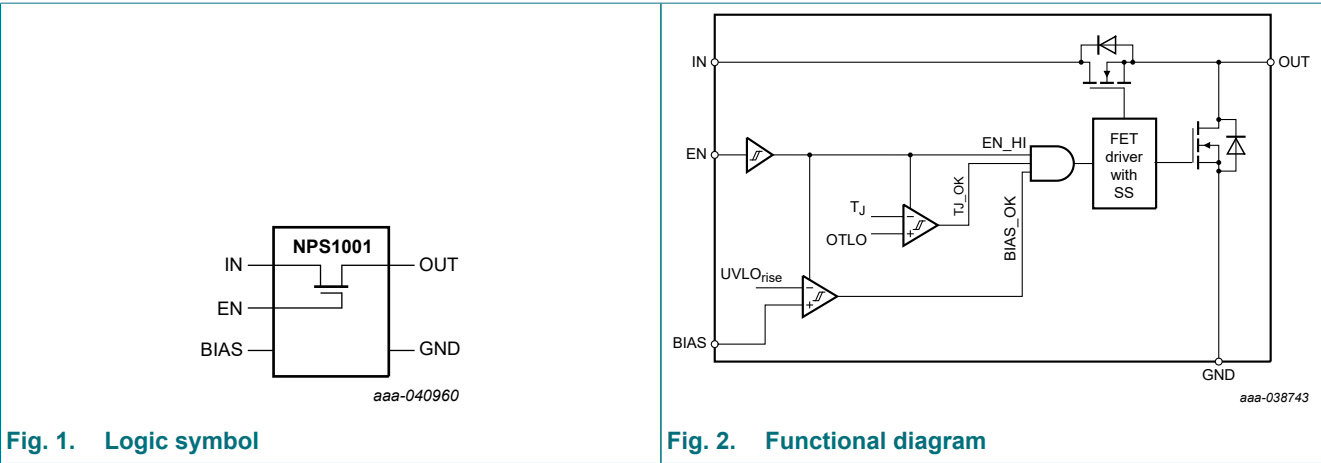 NPS1001
IN
OUT
EN
BIAS
GND
aaa-040960
Fig. 1. Logic symbol
IN
OUT
EN
EN_HI
FET
driver
with
SS
TJ
OTLO
TJ_OK
BIAS_OK
UVLOrise
BIAS
GND
aaa-038743
Fig. 2. Functional diagram